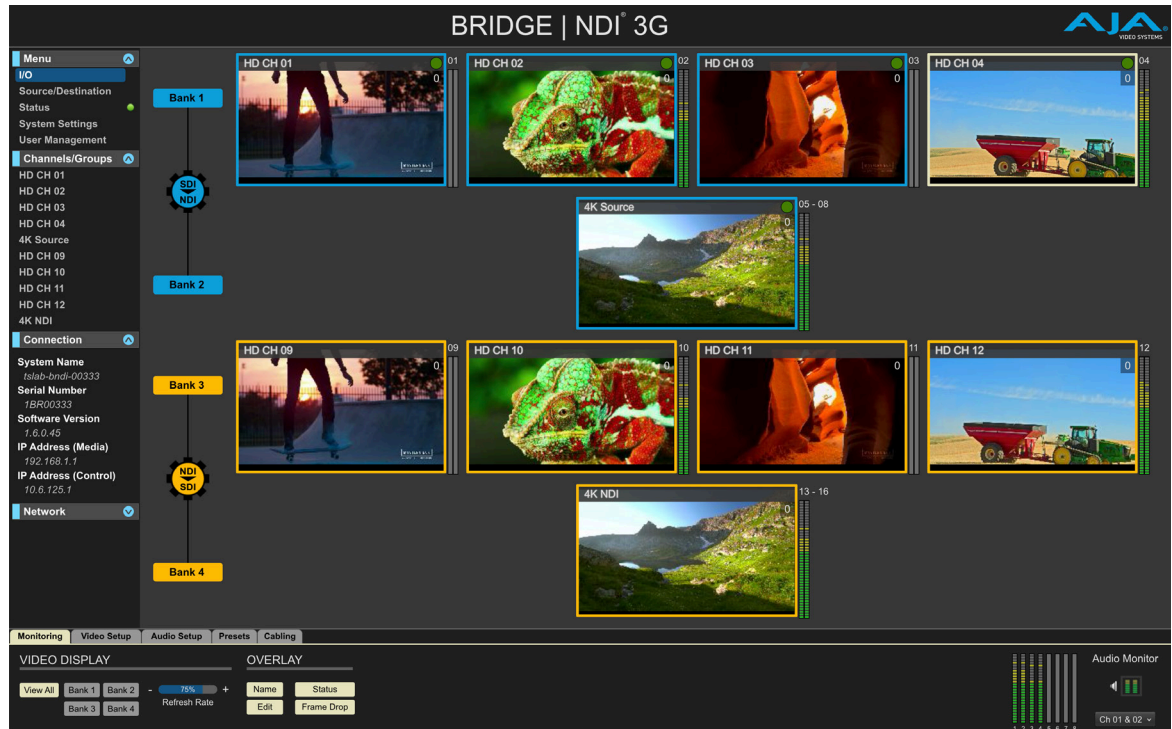 BRIDGE | NDI® 3G
AJA®
VIDEO SYSTEMS
Menu
I/O
Source/Destination
Status
System Settings
User Management
Channels/Groups
HD CH 01
HD CH 02
HD CH 03
HD CH 04
4K Source
HD CH 09
HD CH 10
HD CH 11
HD CH 12
4K NDI
Connection
System Name
tslab-bndi-00333
Serial Number
1BR00333
Software Version
1.6.0.45
IP Address (Media)
192.168.1.1
IP Address (Control)
10.6.125.1
Network
Bank 1
SDI
NDI
Bank 2
Bank 3
NDI
SDI
Bank 4
HD CH 01
0
01
HD CH 02
0
02
HD CH 03
0
03
HD CH 04
0
04
4K Source
0
05 - 08
HD CH 09
0
09
HD CH 10
0
10
HD CH 11
0
11
HD CH 12
0
12
4K NDI
0
13 - 16
Monitoring
Video Setup
Audio Setup
Presets
Cabling
VIDEO DISPLAY
View All
Bank 1
Bank 2
Bank 3
Bank 4
- 75% +
Refresh Rate
OVERLAY
Name
Status
Edit
Frame Drop
1 2 3 4 5 6 7 8
Audio Monitor
Ch 01 & 02